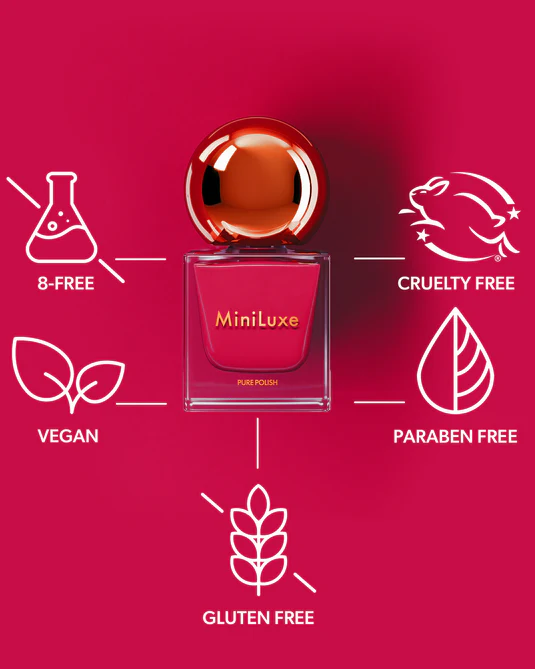 MiniLuxe
PURE POLISH
8-FREE
CRUELTY FREE
®
VEGAN
PARABEN FREE
GLUTEN FREE